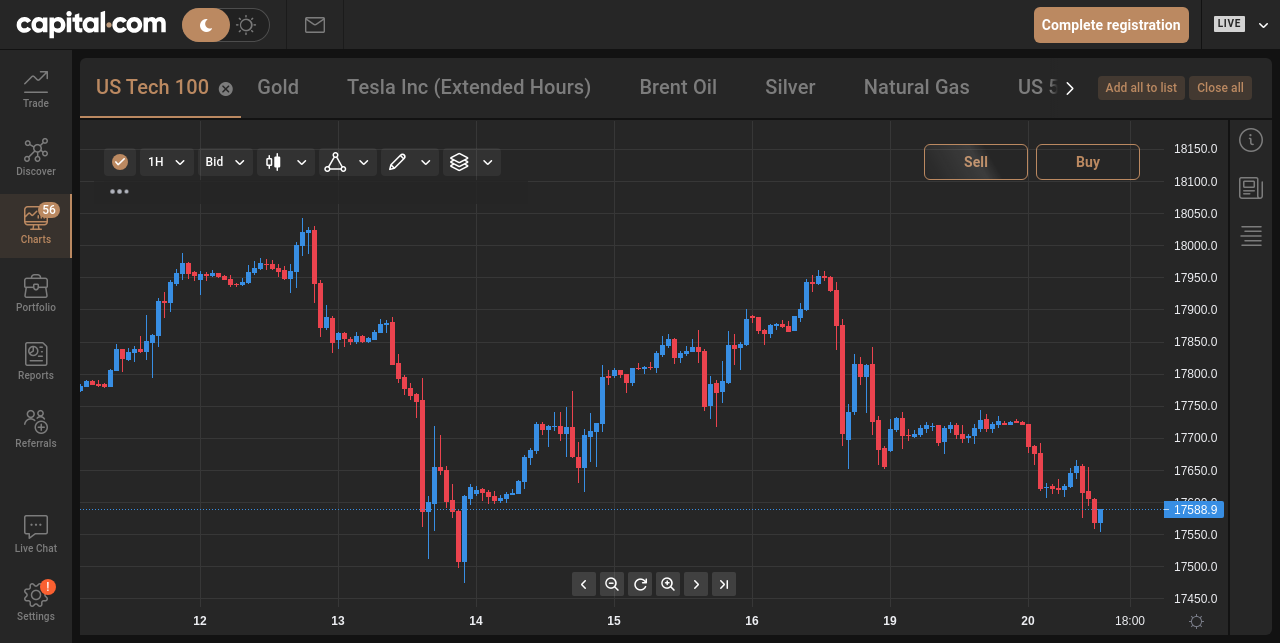 capital.com
Complete registration
LIVE
Trade
Discover
56
Charts
Portfolio
Reports
Referrals
Live Chat
!
Settings
US Tech 100
Gold
Tesla Inc (Extended Hours)
Brent Oil
Silver
Natural Gas
US 5
Add all to list
Close all
1H
Bid
Sell
Buy
18150.0
18100.0
18050.0
18000.0
17950.0
17900.0
17850.0
17800.0
17750.0
17700.0
17650.0
17600.0
17588.9
17550.0
17500.0
17450.0
12
13
14
15
16
19
20
18:00